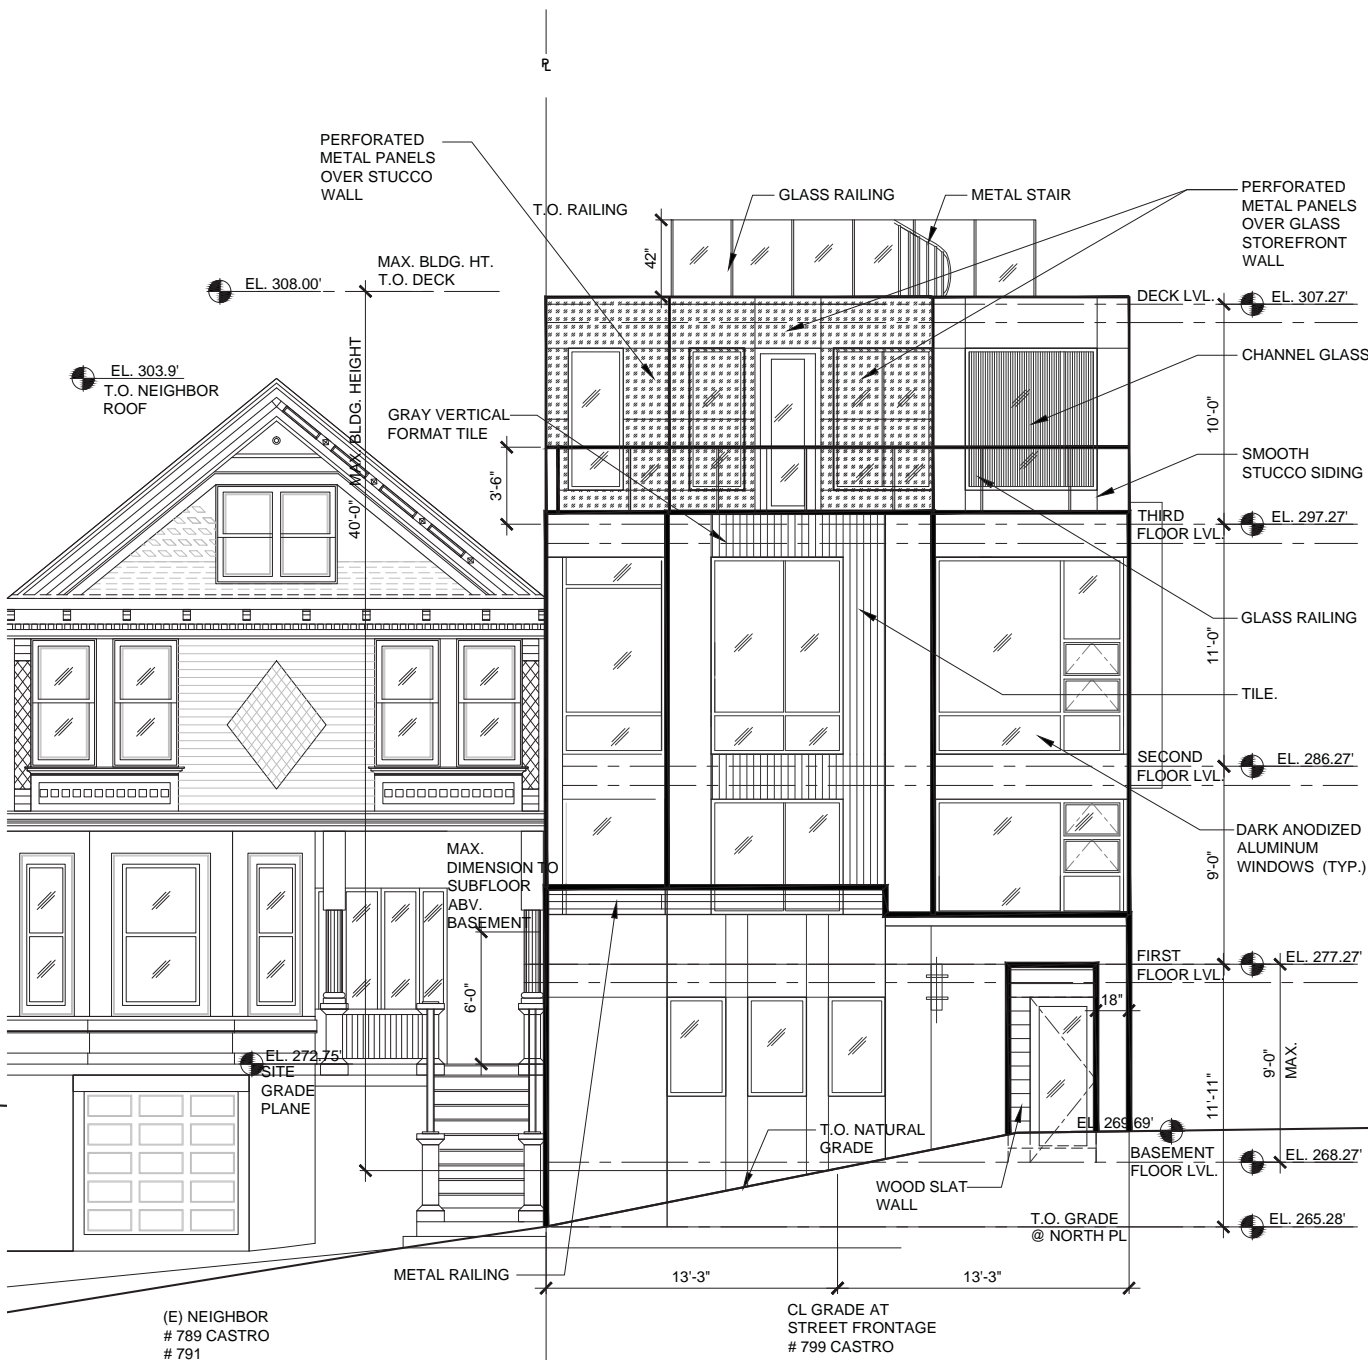 PL
PERFORATED
METAL PANELS
OVER STUCCO
WALL
T.O. RAILING
GLASS RAILING
METAL STAIR
PERFORATED
METAL PANELS
OVER GLASS
STOREFRONT
WALL
42"
MAX. BLDG. HT.
T.O. DECK
EL. 308.00'
DECK LVL.
EL. 307.27'
EL. 303.9'
T.O. NEIGHBOR
ROOF
40'-0" MAX. BLDG. HEIGHT
CHANNEL GLASS
10'-0"
GRAY VERTICAL
FORMAT TILE
3'-6"
SMOOTH
STUCCO SIDING
THIRD
FLOOR LVL.
EL. 297.27'
GLASS RAILING
11'-0"
TILE.
SECOND
FLOOR LVL.
EL. 286.27'
DARK ANODIZED
ALUMINUM
WINDOWS (TYP.)
9'-0"
MAX.
DIMENSION TO
SUBFLOOR
ABV.
BASEMENT
6'-0"
FIRST
FLOOR LVL.
EL. 277.27'
18"
EL. 272.75'
SITE
GRADE
PLANE
9'-0"
MAX.
11'-11"
EL. 269.69'
T.O. NATURAL
GRADE
BASEMENT
FLOOR LVL.
EL. 268.27'
WOOD SLAT
WALL
T.O. GRADE
@ NORTH PL
EL. 265.28'
METAL RAILING
13'-3"
13'-3"
(E) NEIGHBOR
# 789 CASTRO
# 791
CL GRADE AT
STREET FRONTAGE
# 799 CASTRO